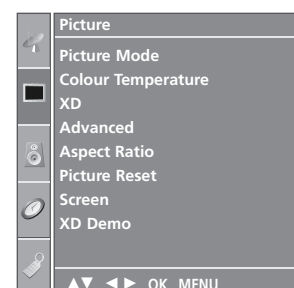 Picture
Picture Mode
Colour Temperature
XD
Advanced
Aspect Ratio
Picture Reset
Screen
XD Demo
▲▼ ◀ ▶ OK MENU